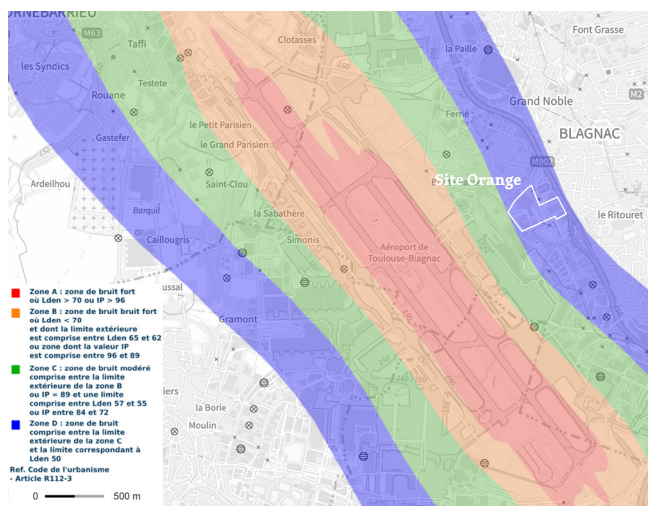 ORNEBARRIEU
M63
Taffi
Clotasses
la Paille
Font Grasse
les Syndics
Testete
Rouane
M2
Grand Noble
Ferrié
Gastefer
le Petit Parisien
BLAGNAC
le Grand Parisien
M902
Site Orange
Ardeilhou
Saint-Clou
Barquil
la Sabathère
le Ritouret
Caillougris
Simonis
Aéroport de
Toulouse-Blagnac
ussal
Gramont
Zone A : zone de bruit fort
où Lden > 70 ou IP > 96
Zone B : zone de bruit bruit fort
où Lden < 70
et dont la limite extérieure
est comprise entre Lden 65 et 62
ou zone dont la valeur IP
est comprise entre 96 et 89
Zone C : zone de bruit modéré
comprise entre la limite
extérieure de la zone B
ou IP = 89 et une limite
comprise entre Lden 57 et 55
ou IP entre 84 et 72
Zone D : zone de bruit
comprise entre la limite
extérieure de la zone C
et la limite correspondant à
Lden 50
Ref. Code de l'urbanisme
- Article R112-3
iers
la Borie
Moulin
0 500 m